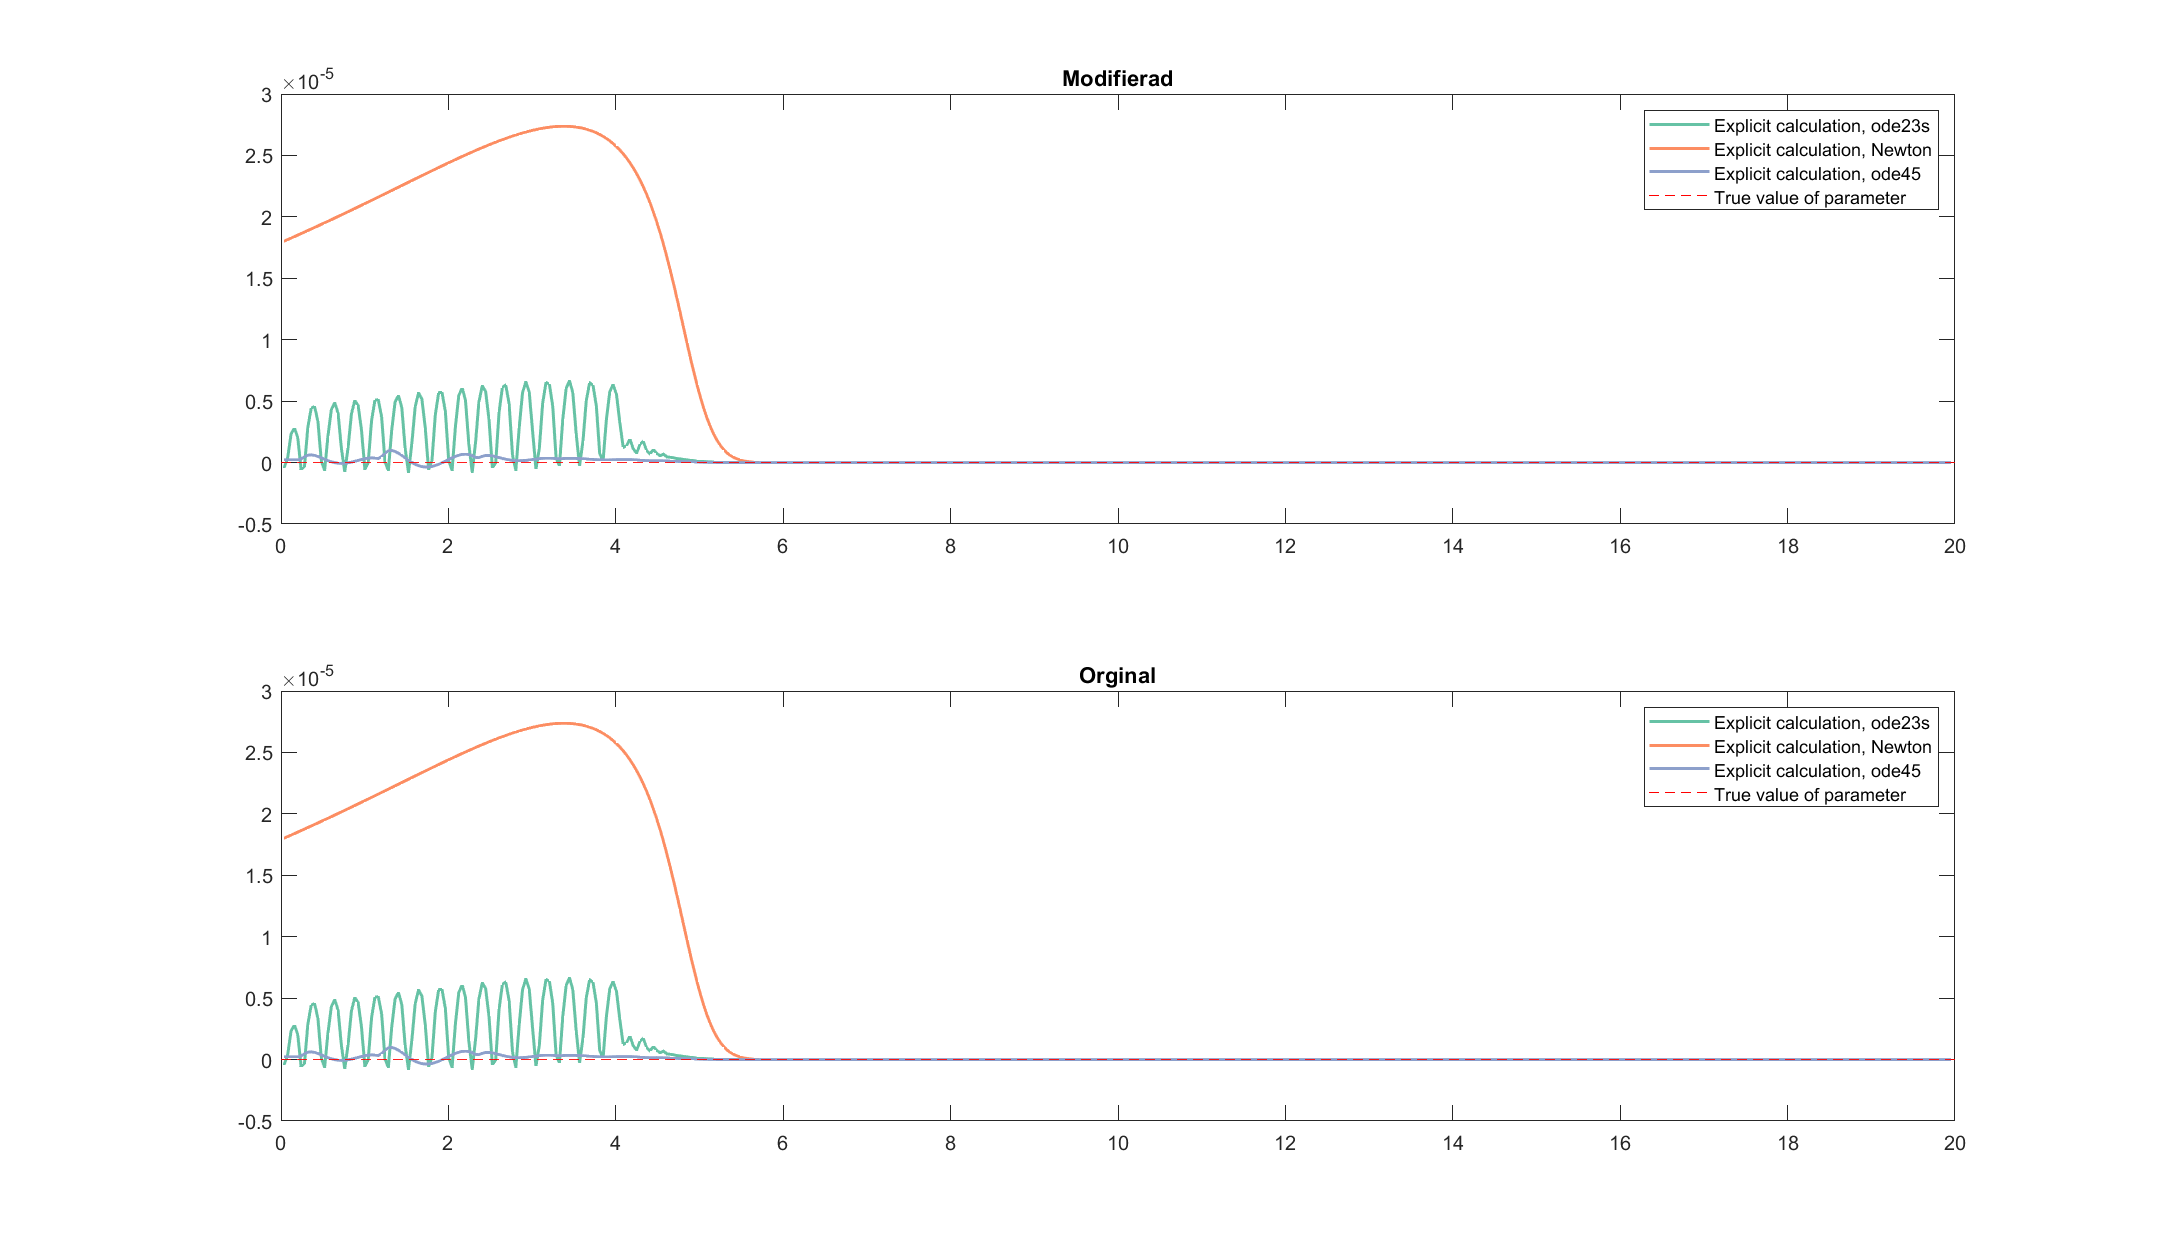 Modifierad
×10-5
3
2.5
2
1.5
1
0.5
0
-0.5
0 2 4 6 8 10 12 14 16 18 20
Explicit calculation, ode23s
Explicit calculation, Newton
Explicit calculation, ode45
True value of parameter
Orginal
×10-5
3
2.5
2
1.5
1
0.5
0
-0.5
0 2 4 6 8 10 12 14 16 18 20
Explicit calculation, ode23s
Explicit calculation, Newton
Explicit calculation, ode45
True value of parameter